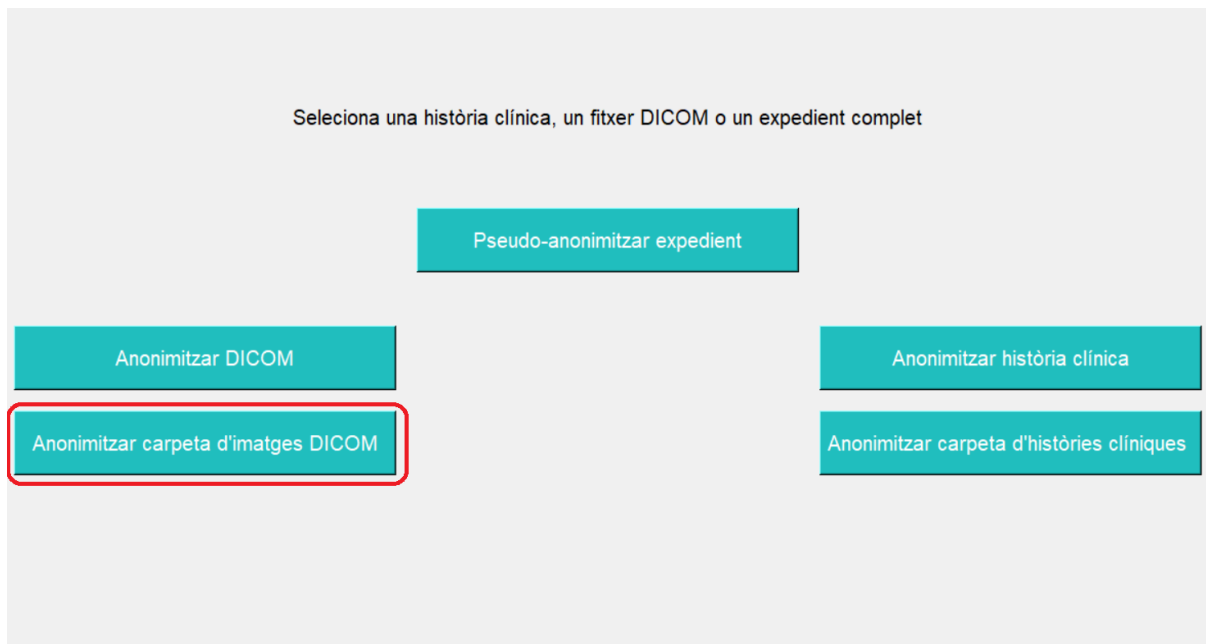 Seleciona una història clínica, un fitxer DICOM o un expedient complet
Pseudo-anonimitzar expedient
Anonimitzar DICOM
Anonimitzar història clínica
Anonimitzar carpeta d'imatges DICOM
Anonimitzar carpeta d'històries clíniques